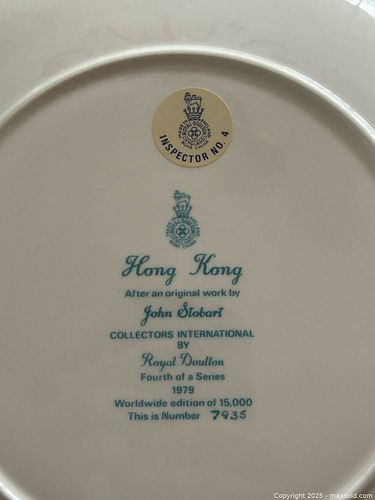 INSPECTOR NO. 4
Hong Kong
After an original work by
John Stobart
COLLECTORS INTERNATIONAL
BY
Royal Doulton
Fourth of a Series
1979
Worldwide edition of 15,000
This is Number 7935
Copyright 2025 - maxsold.com